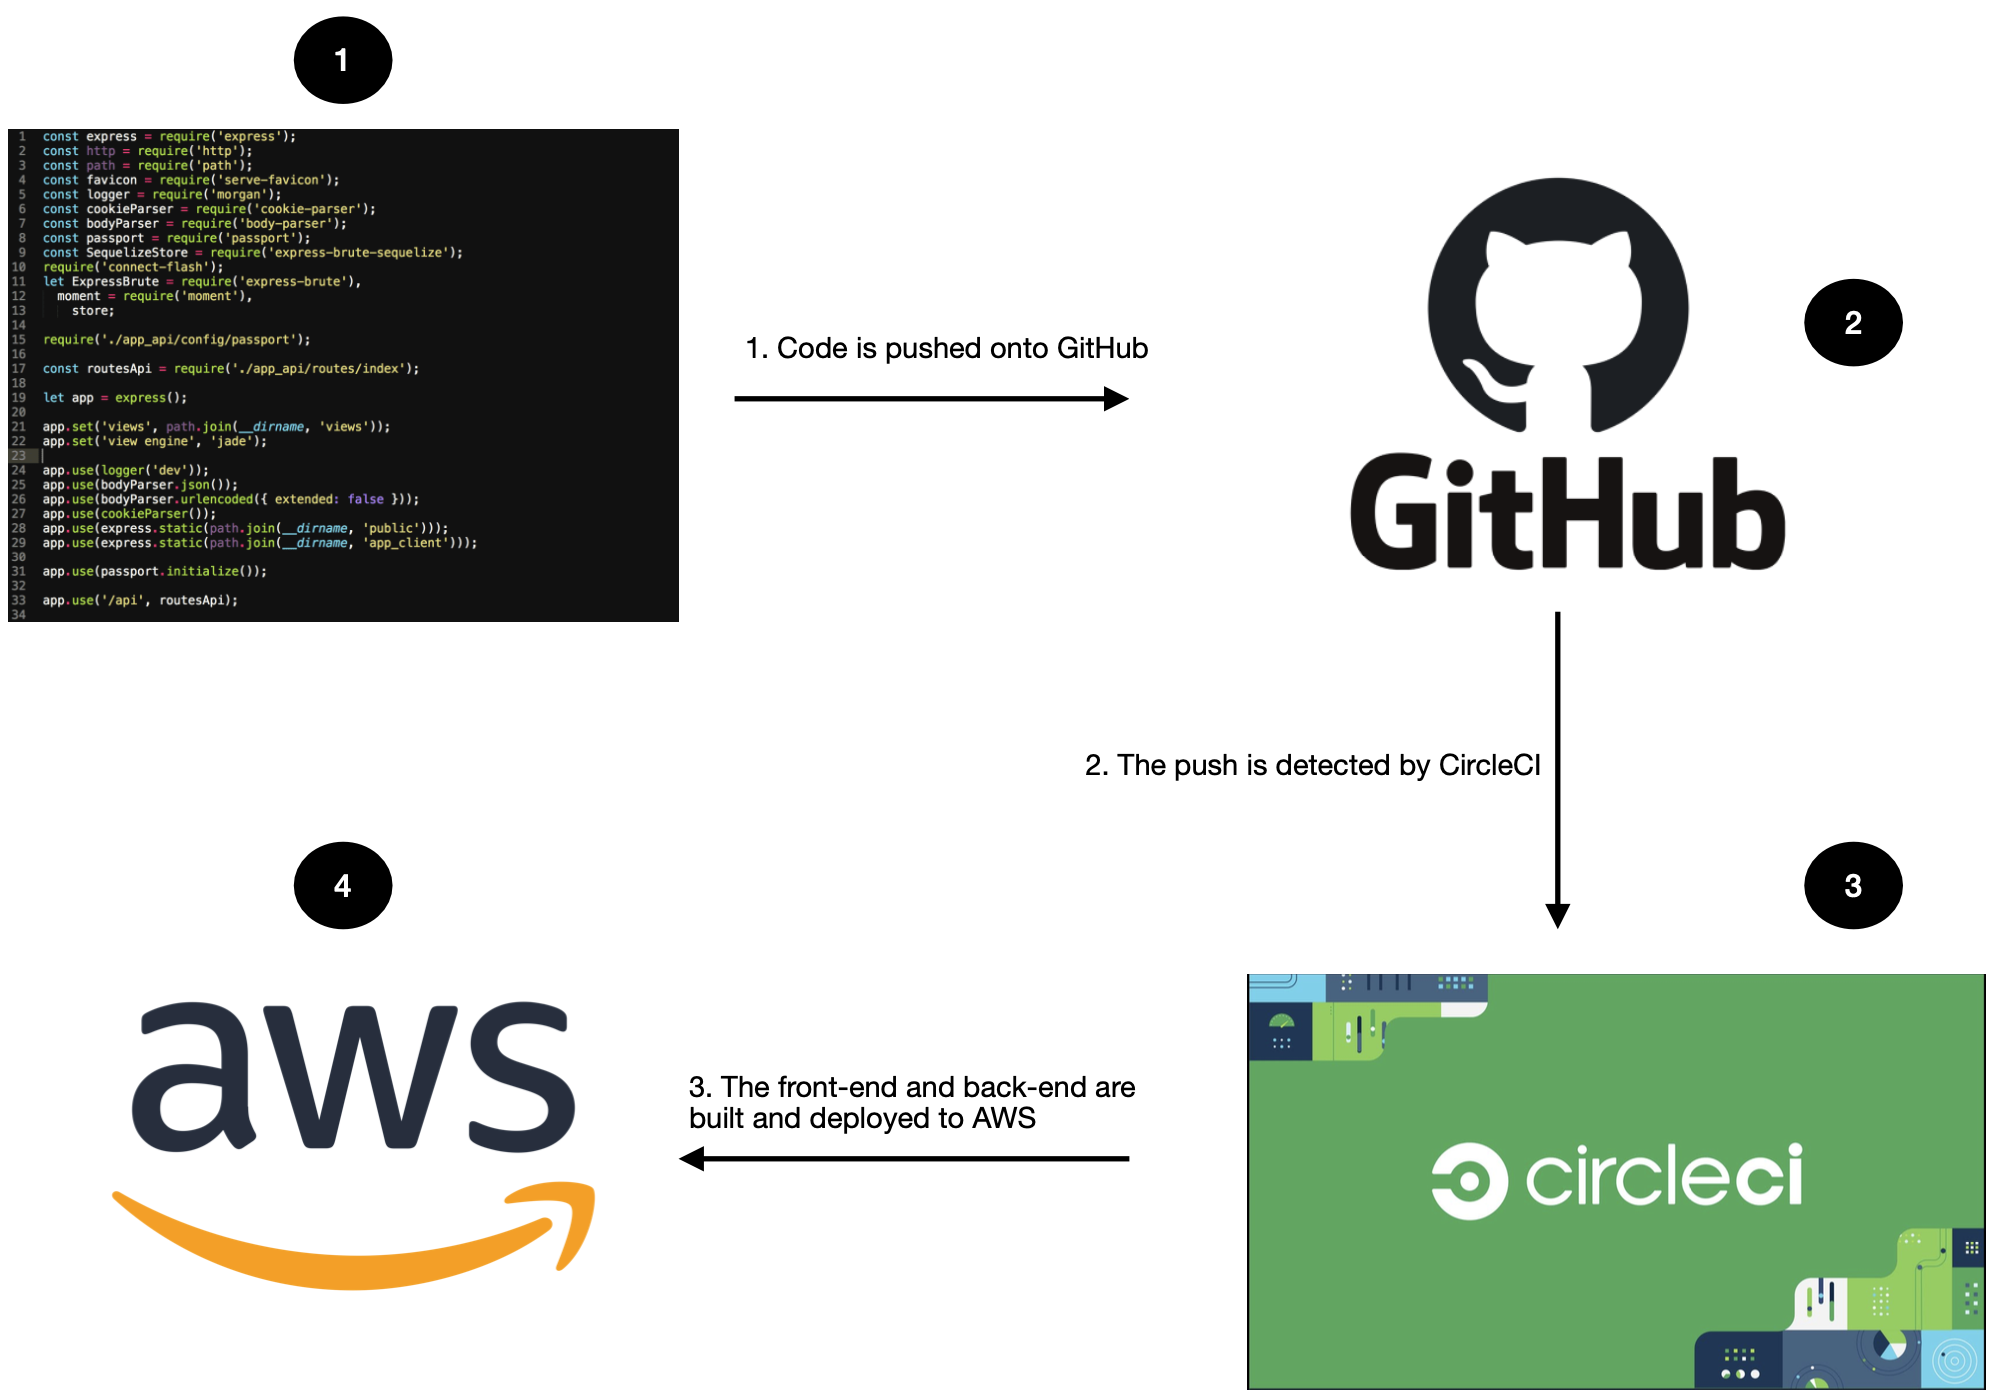 1
1 const express = require('express');
2 const http = require('http');
3 const path = require('path');
4 const favicon = require('serve-favicon');
5 const logger = require('morgan');
6 const cookieParser = require('cookie-parser');
7 const bodyParser = require('body-parser');
8 const passport = require('passport');
9 const SequelizeStore = require('express-brute-sequelize');
10 require('connect-flash');
11 let ExpressBrute = require('express-brute'),
12   moment = require('moment'),
13     store;
14
15 require('./app_api/config/passport');
16
17 const routesApi = require('./app_api/routes/index');
18
19 let app = express();
20
21 app.set('views', path.join(__dirname, 'views'));
22 app.set('view engine', 'jade');
23
24 app.use(logger('dev'));
25 app.use(bodyParser.json());
26 app.use(bodyParser.urlencoded({ extended: false }));
27 app.use(cookieParser());
28 app.use(express.static(path.join(__dirname, 'public')));
29 app.use(express.static(path.join(__dirname, 'app_client')));
30
31 app.use(passport.initialize());
32
33 app.use('/api', routesApi);
34
1. Code is pushed onto GitHub
2
GitHub
2. The push is detected by CircleCI
3
circleci
3. The front-end and back-end are
built and deployed to AWS
4
aws